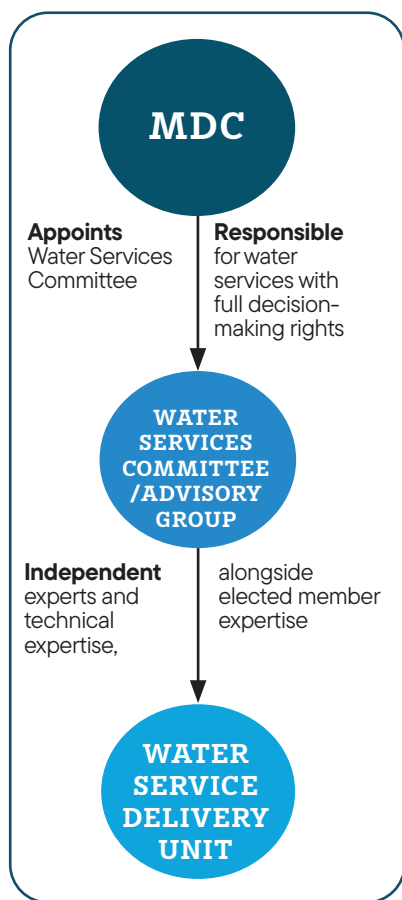 MDC
Appoints
Water Services
Committee
Responsible
for water
services with
full decision-
making rights
WATER
SERVICES
COMMITTEE
/ADVISORY
GROUP
Independent
experts and
technical
expertise,
alongside
elected member
expertise
WATER
SERVICE
DELIVERY
UNIT